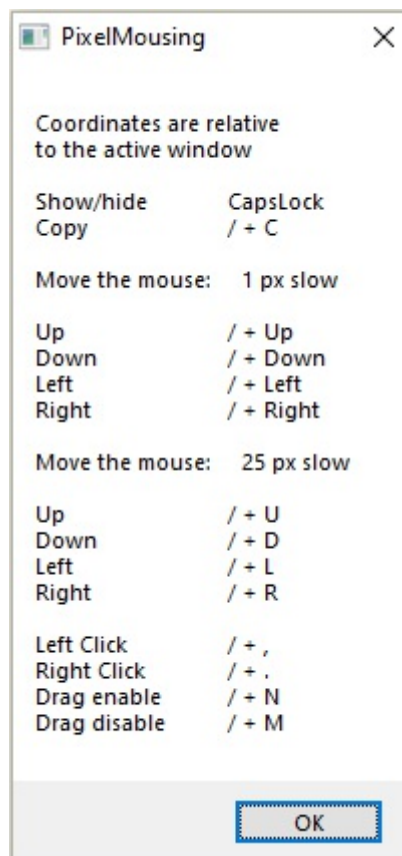 PixelMousing
Coordinates are relative
to the active window
Show/hide CapsLock
Copy / + C
Move the mouse: 1 px slow
Up / + Up
Down / + Down
Left / + Left
Right / + Right
Move the mouse: 25 px slow
Up / + U
Down / + D
Left / + L
Right / + R
Left Click / + ,
Right Click / + .
Drag enable / + N
Drag disable / + M
OK